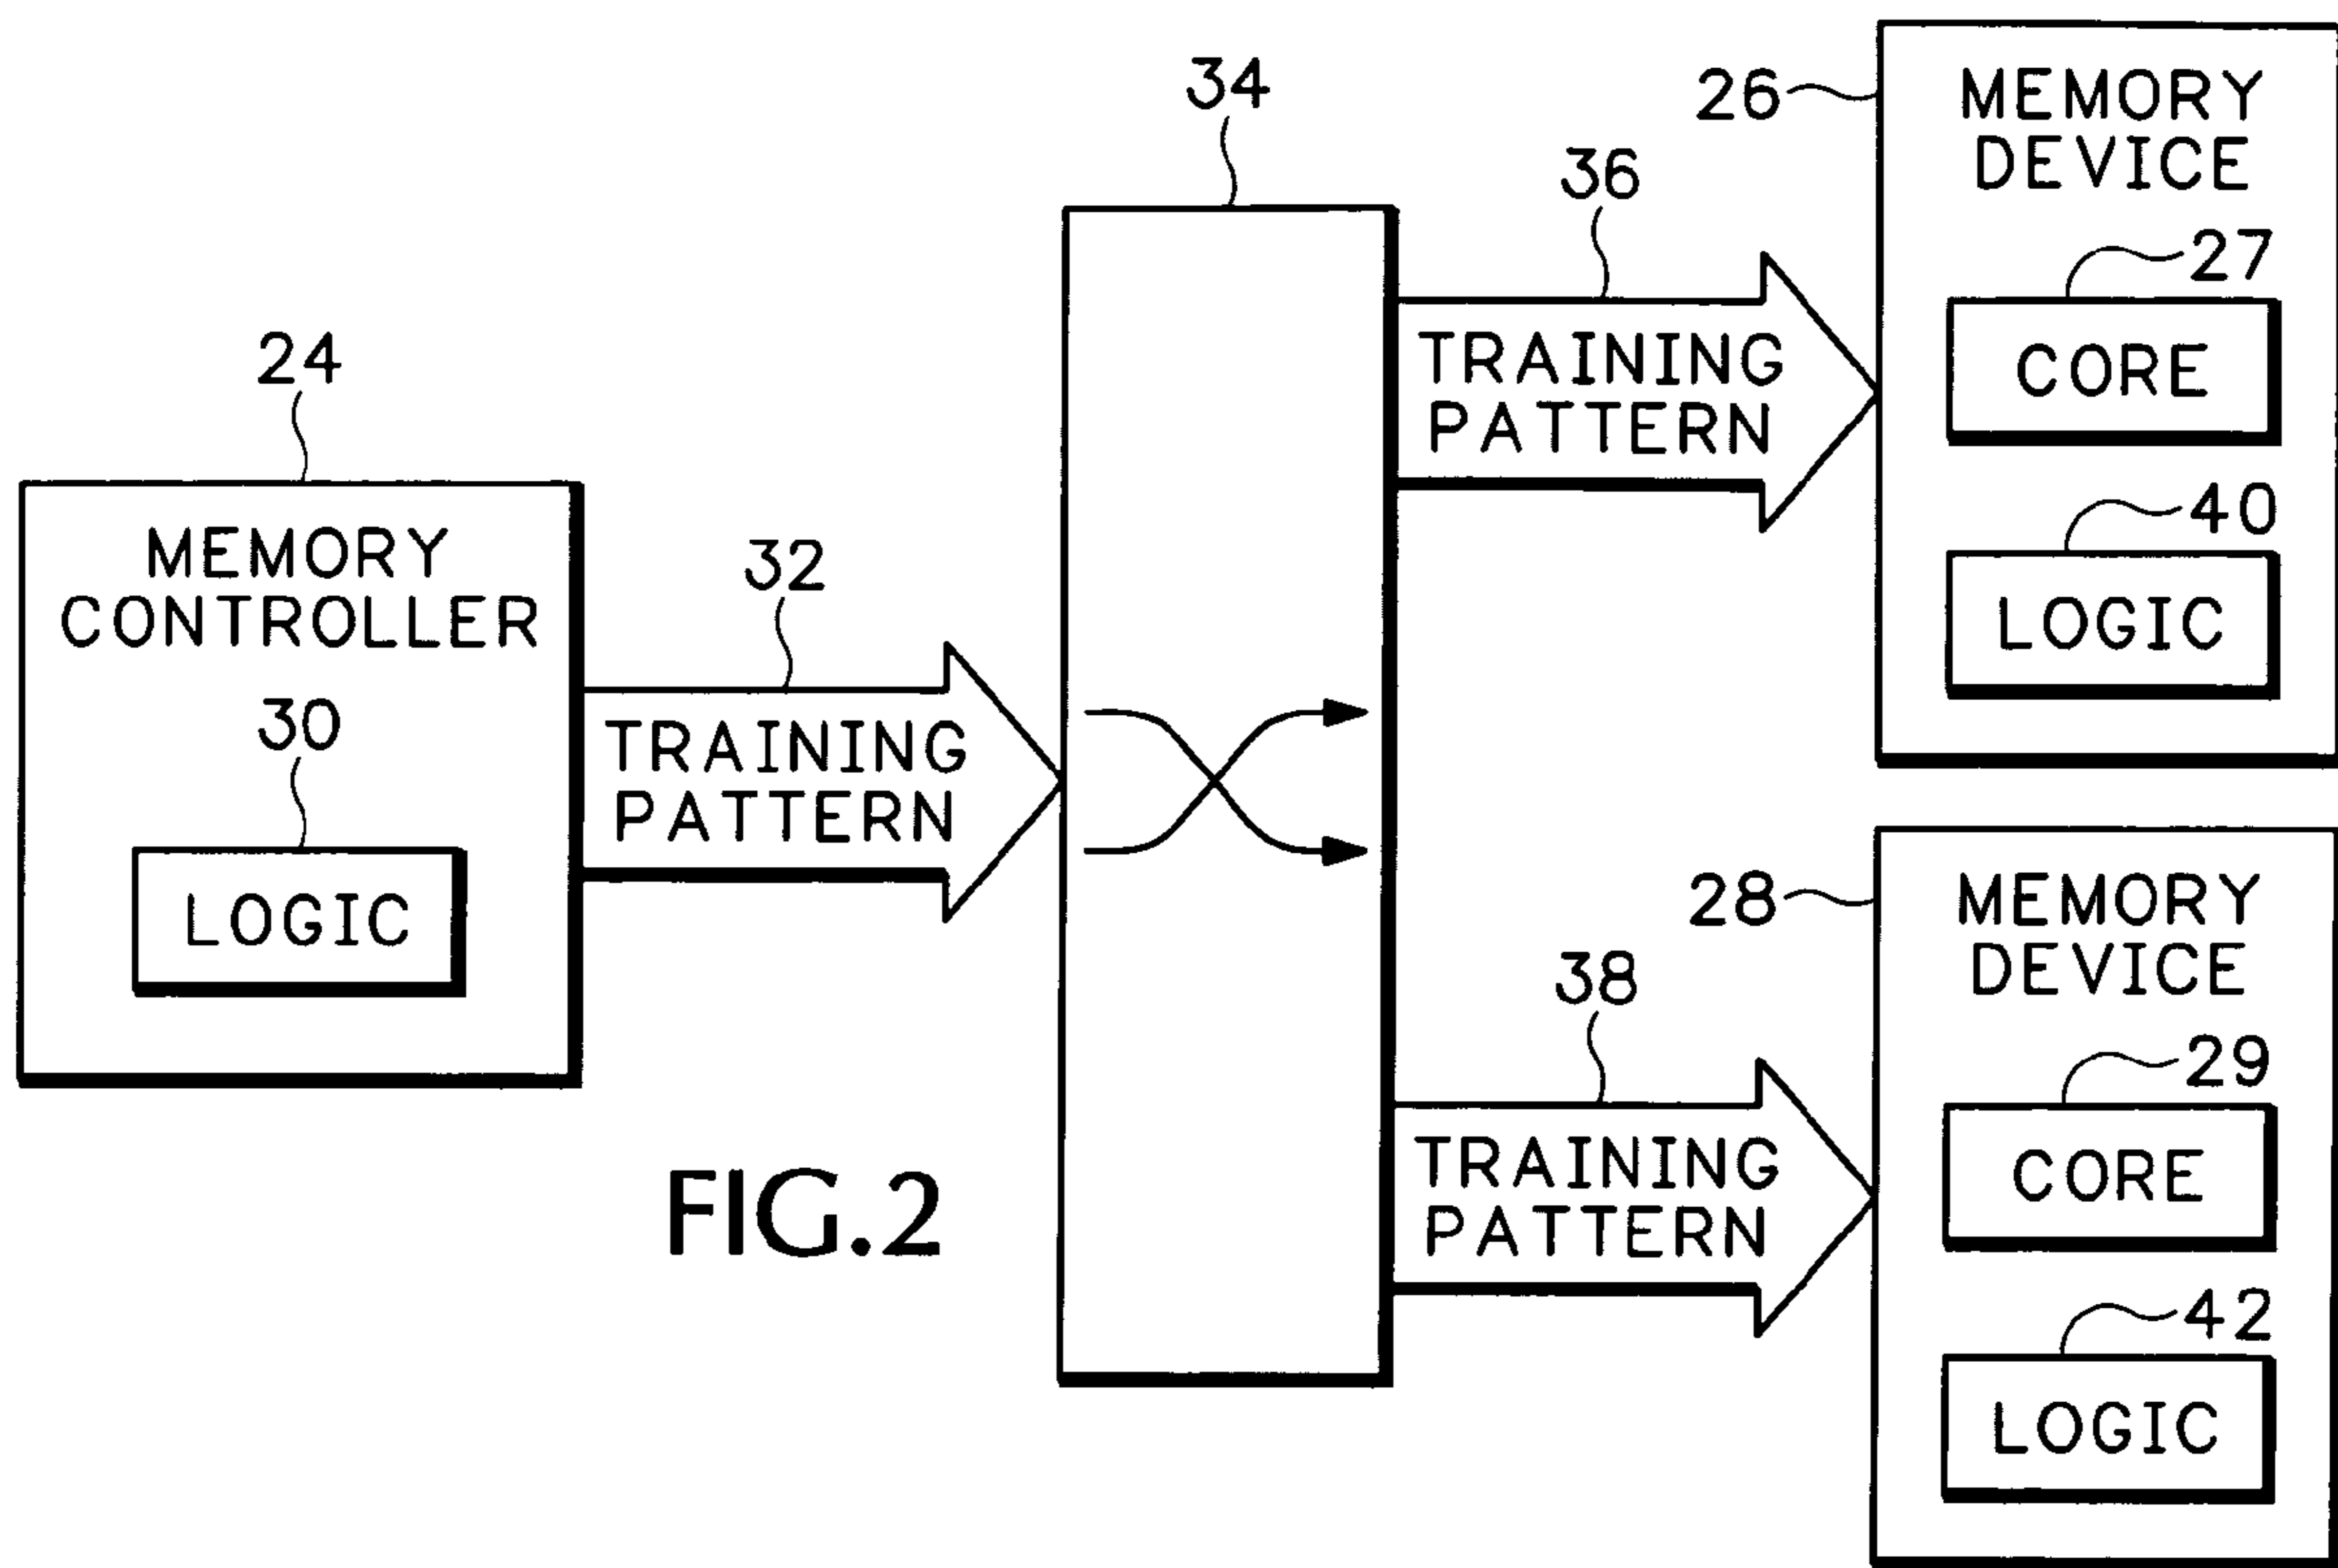 24
MEMORY
CONTROLLER
30
LOGIC
32
TRAINING
PATTERN
34
36
TRAINING
PATTERN
26
MEMORY
DEVICE
27
CORE
40
LOGIC
38
TRAINING
PATTERN
28
MEMORY
DEVICE
29
CORE
42
LOGIC
FIG.2